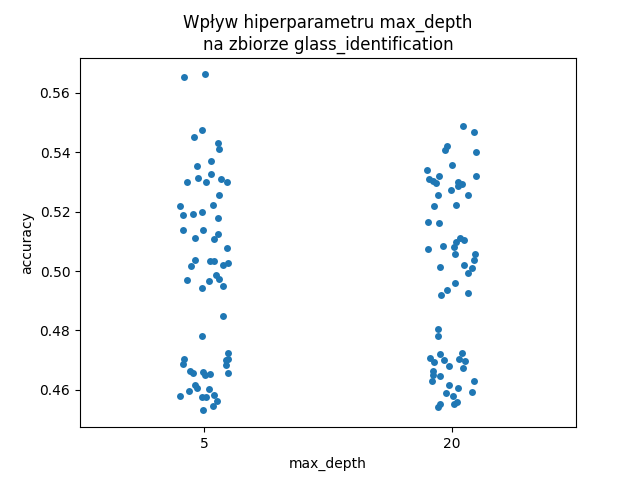 Wpływ hiperparametru max_depth
na zbiorze glass_identification
0.56
0.54
0.52
0.50
0.48
0.46
accuracy
5
20
max_depth